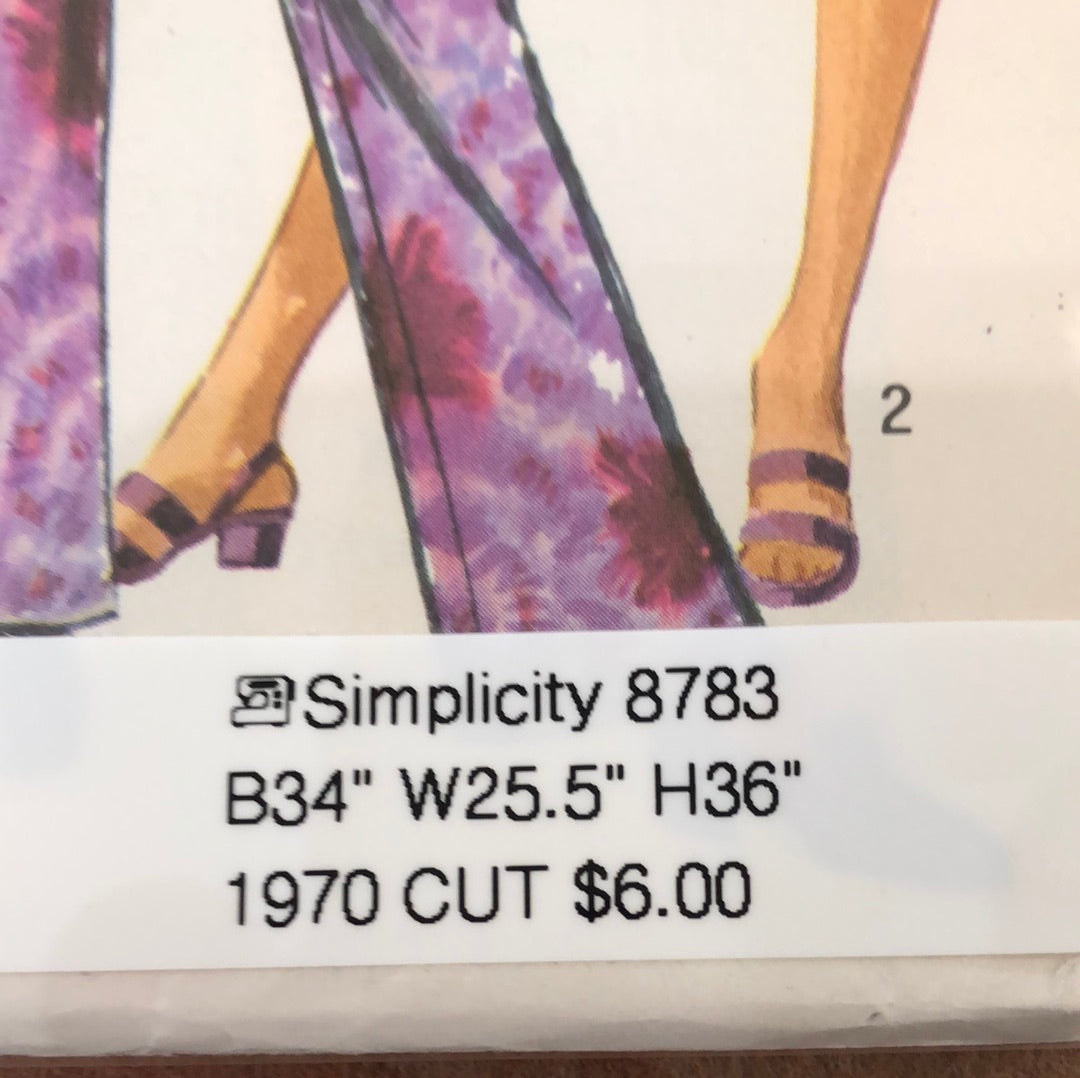 2
Simplicity 8783
B34" W25.5" H36"
1970 CUT $6.00